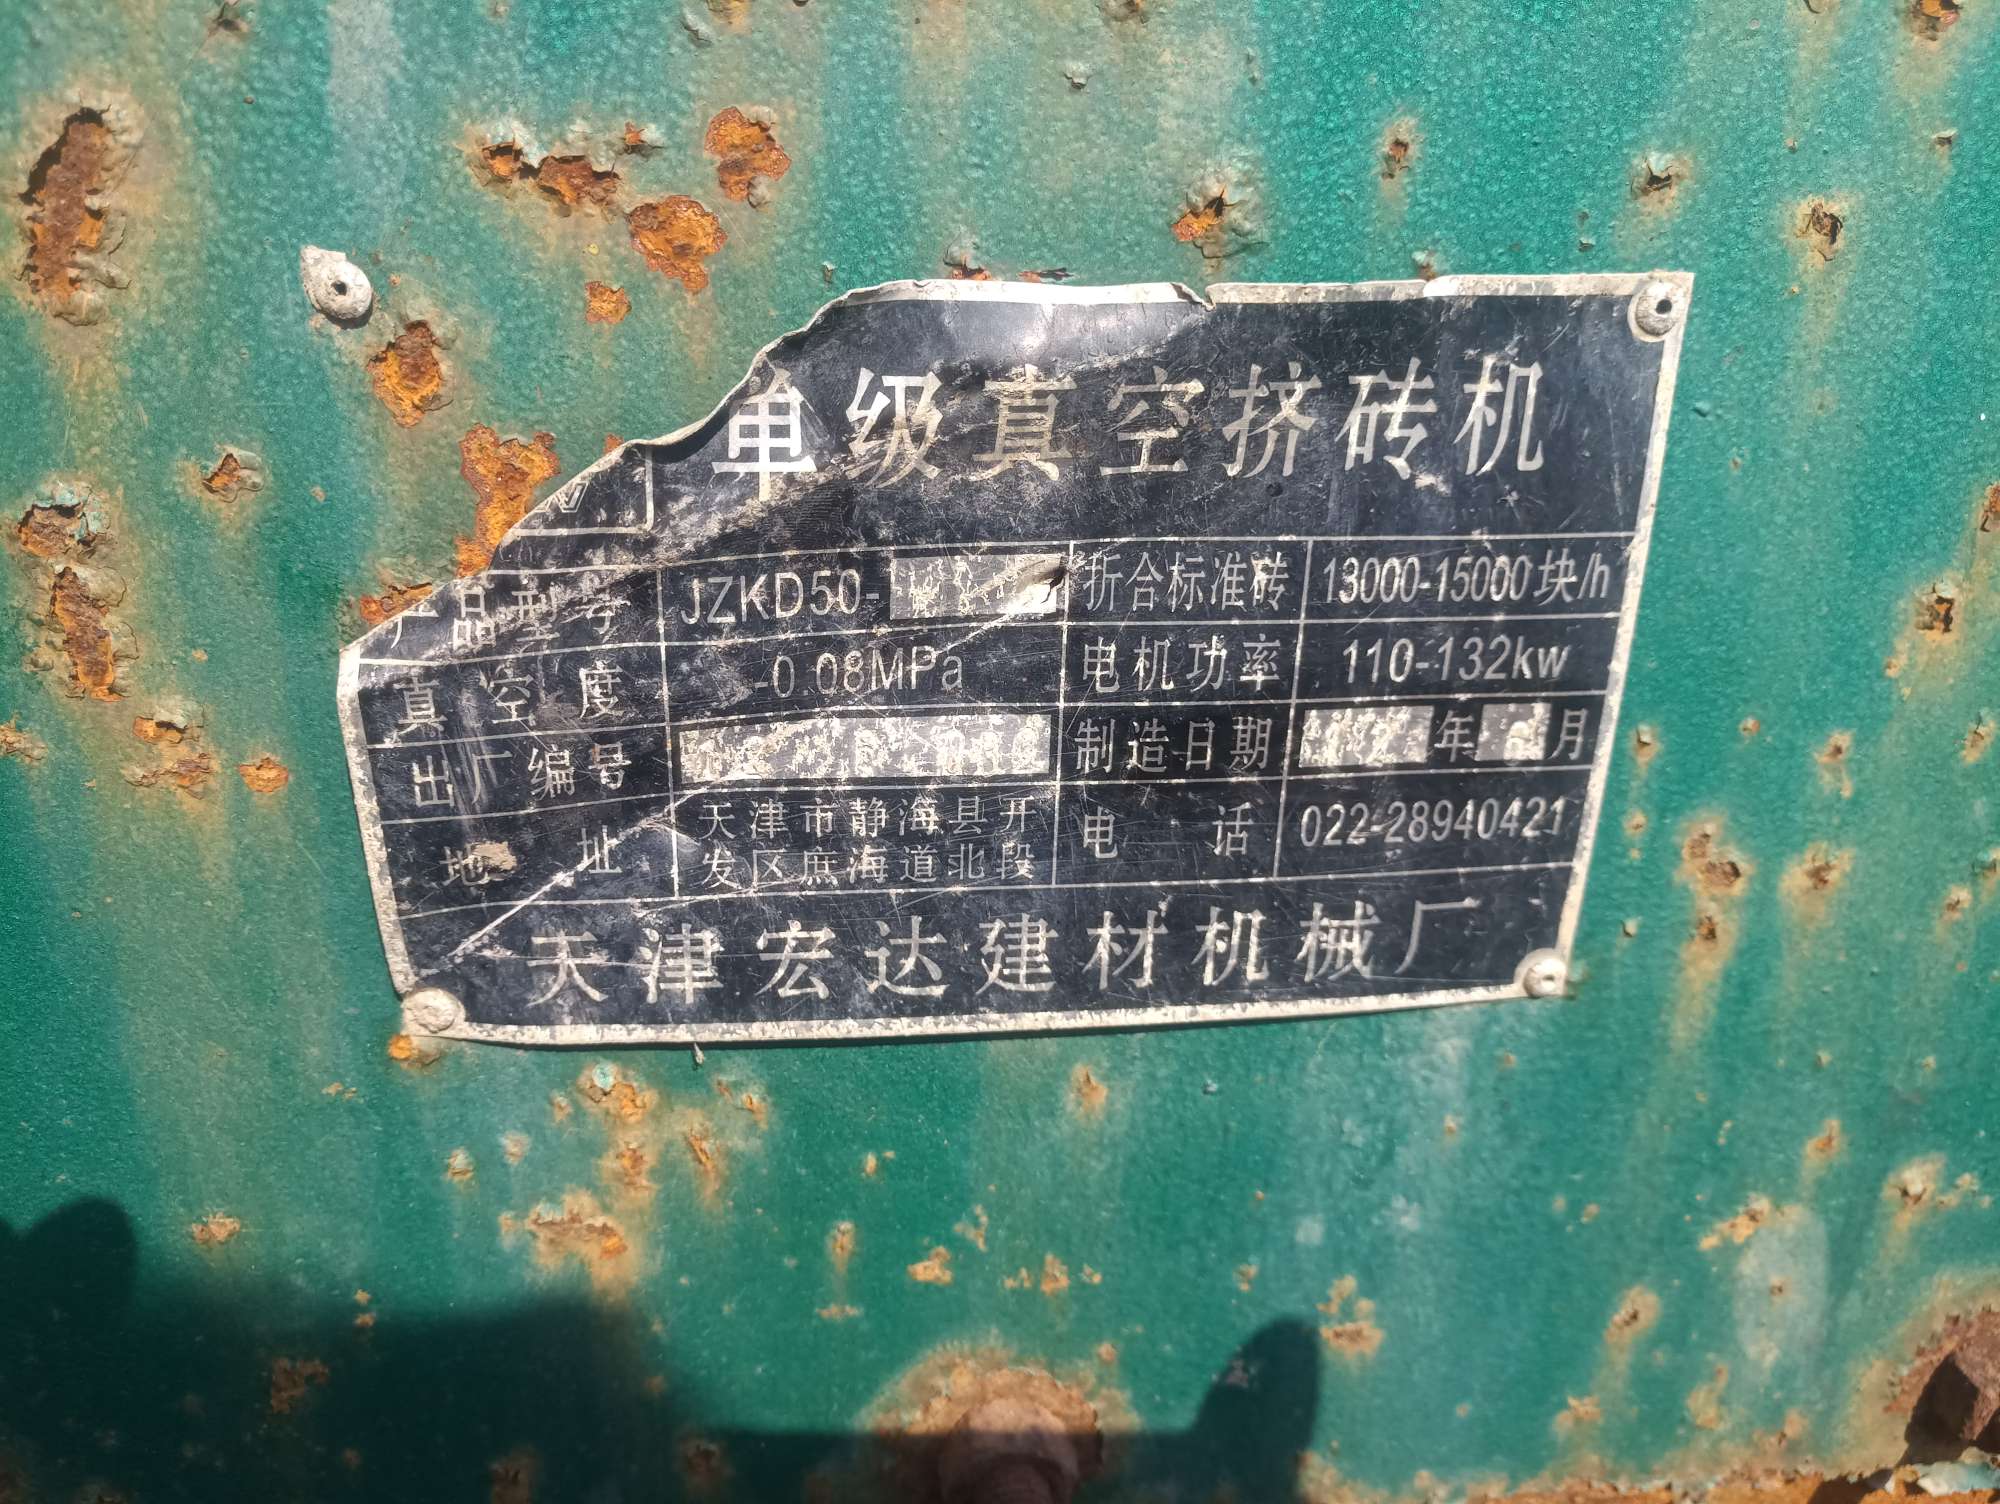 单级真空挤砖机
产品型号 JZKD50- 折合标准砖 13000-15000块/h
真空度 -0.08MPa 电机功率 110-132kw
出厂编号 制造日期 年 月
地址 天津市静海县开 电话 022-28940421
发区庶海道北段
天津宏达建材机械厂